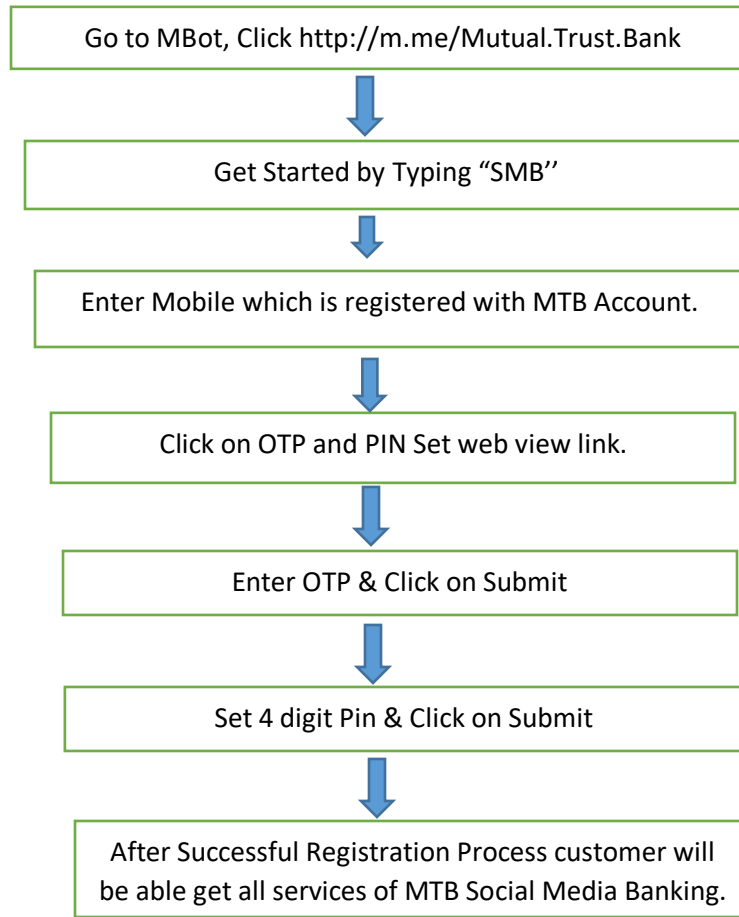 Go to MBot, Click http://m.me/Mutual.Trust.Bank
Get Started by Typing “SMB’’
Enter Mobile which is registered with MTB Account.
Click on OTP and PIN Set web view link.
Enter OTP & Click on Submit
Set 4 digit Pin & Click on Submit
After Successful Registration Process customer will
be able get all services of MTB Social Media Banking.